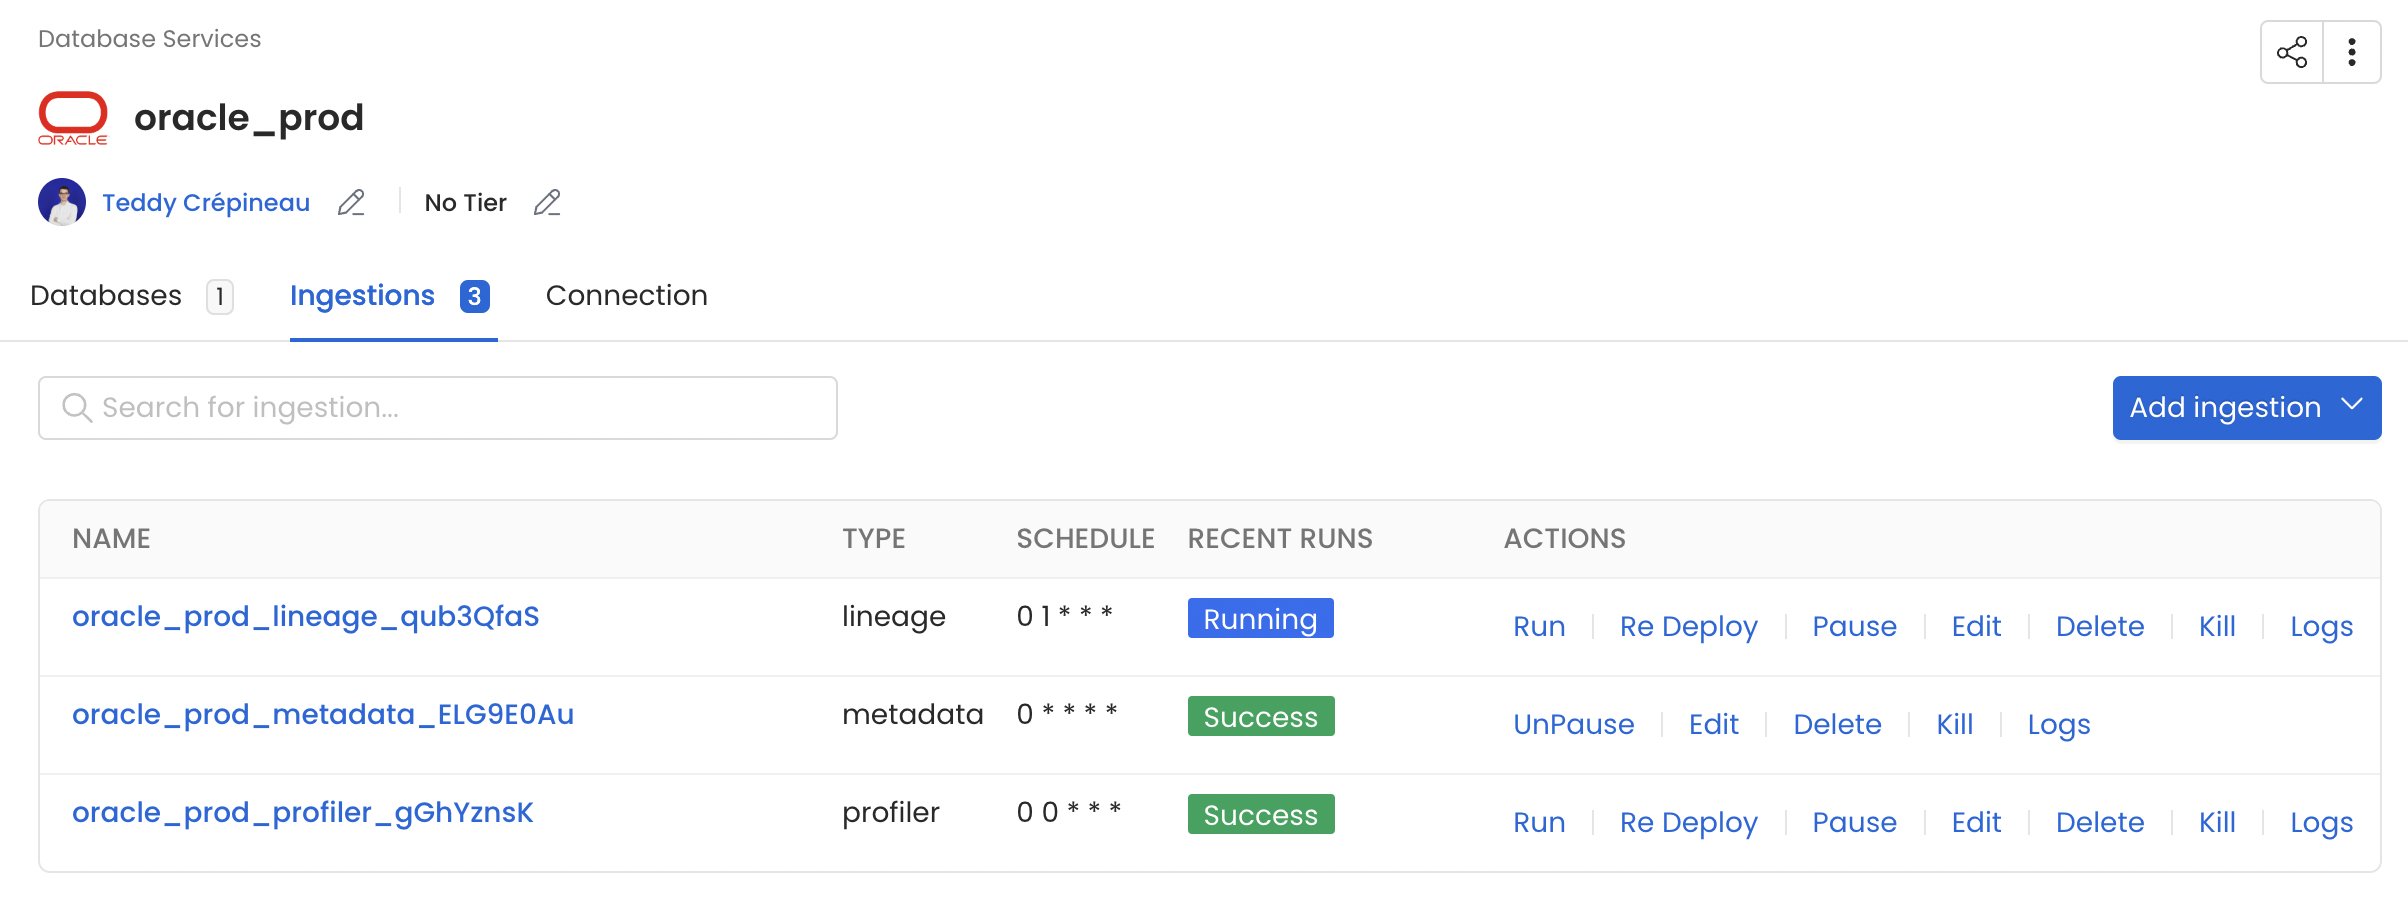 Database Services
ORACLE
oracle_prod
Teddy Crépineau No Tier
Databases 1 Ingestions 3 Connection
Search for ingestion... Add ingestion
NAME TYPE SCHEDULE RECENT RUNS ACTIONS
oracle_prod_lineage_qub3QfaS lineage 0 1 * * * Running Run Re Deploy Pause Edit Delete Kill Logs
oracle_prod_metadata_ELG9E0Au metadata 0 * * * * Success UnPause Edit Delete Kill Logs
oracle_prod_profiler_gGhYznsK profiler 0 0 * * * Success Run Re Deploy Pause Edit Delete Kill Logs